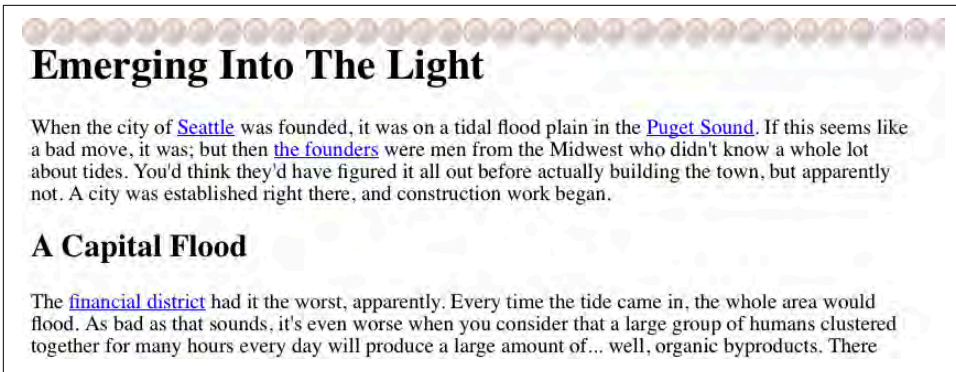 Emerging Into The Light
When the city of Seattle was founded, it was on a tidal flood plain in the Puget Sound. If this seems like
a bad move, it was; but then the founders were men from the Midwest who didn't know a whole lot
about tides. You'd think they'd have figured it all out before actually building the town, but apparently
not. A city was established right there, and construction work began.
A Capital Flood
The financial district had it the worst, apparently. Every time the tide came in, the whole area would
flood. As bad as that sounds, it's even worse when you consider that a large group of humans clustered
together for many hours every day will produce a large amount of... well, organic byproducts. There